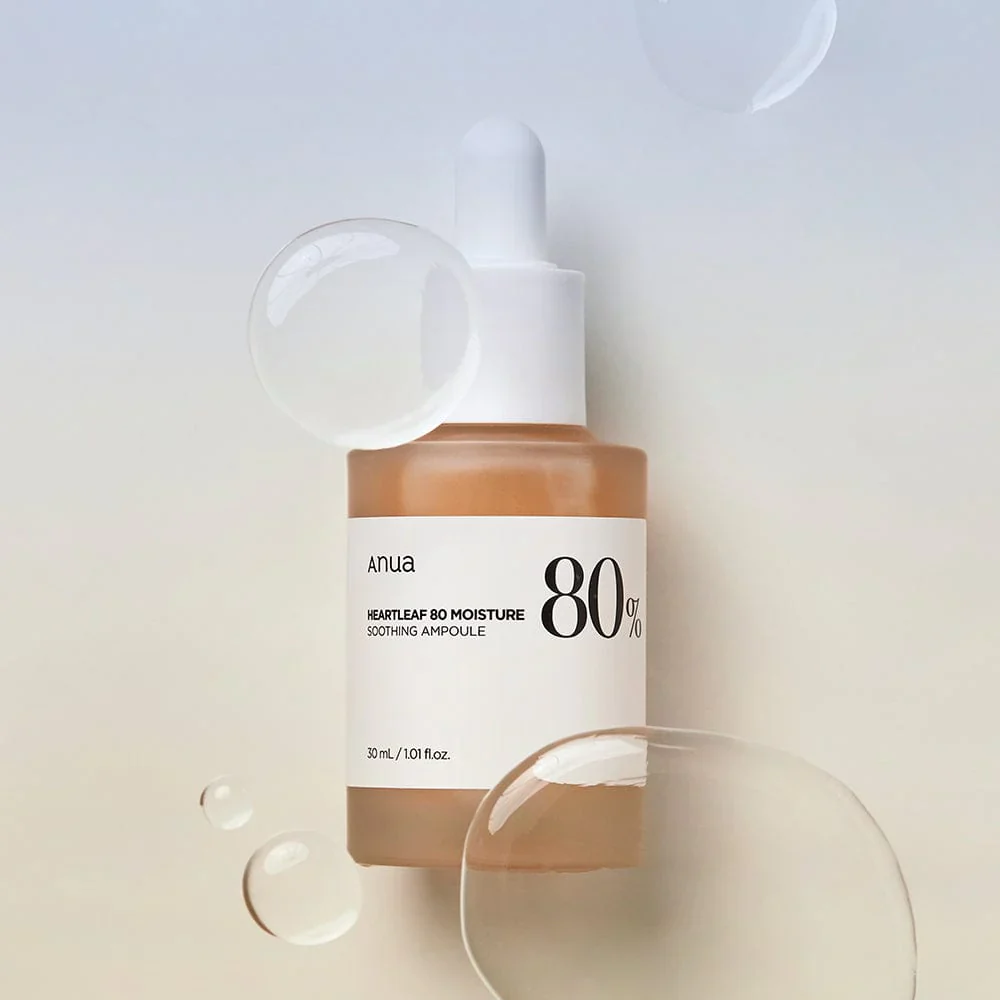 Anua
80%
HEARTLEAF 80 MOISTURE
SOOTHING AMPOULE
30 mL / 1.01 fl.oz.